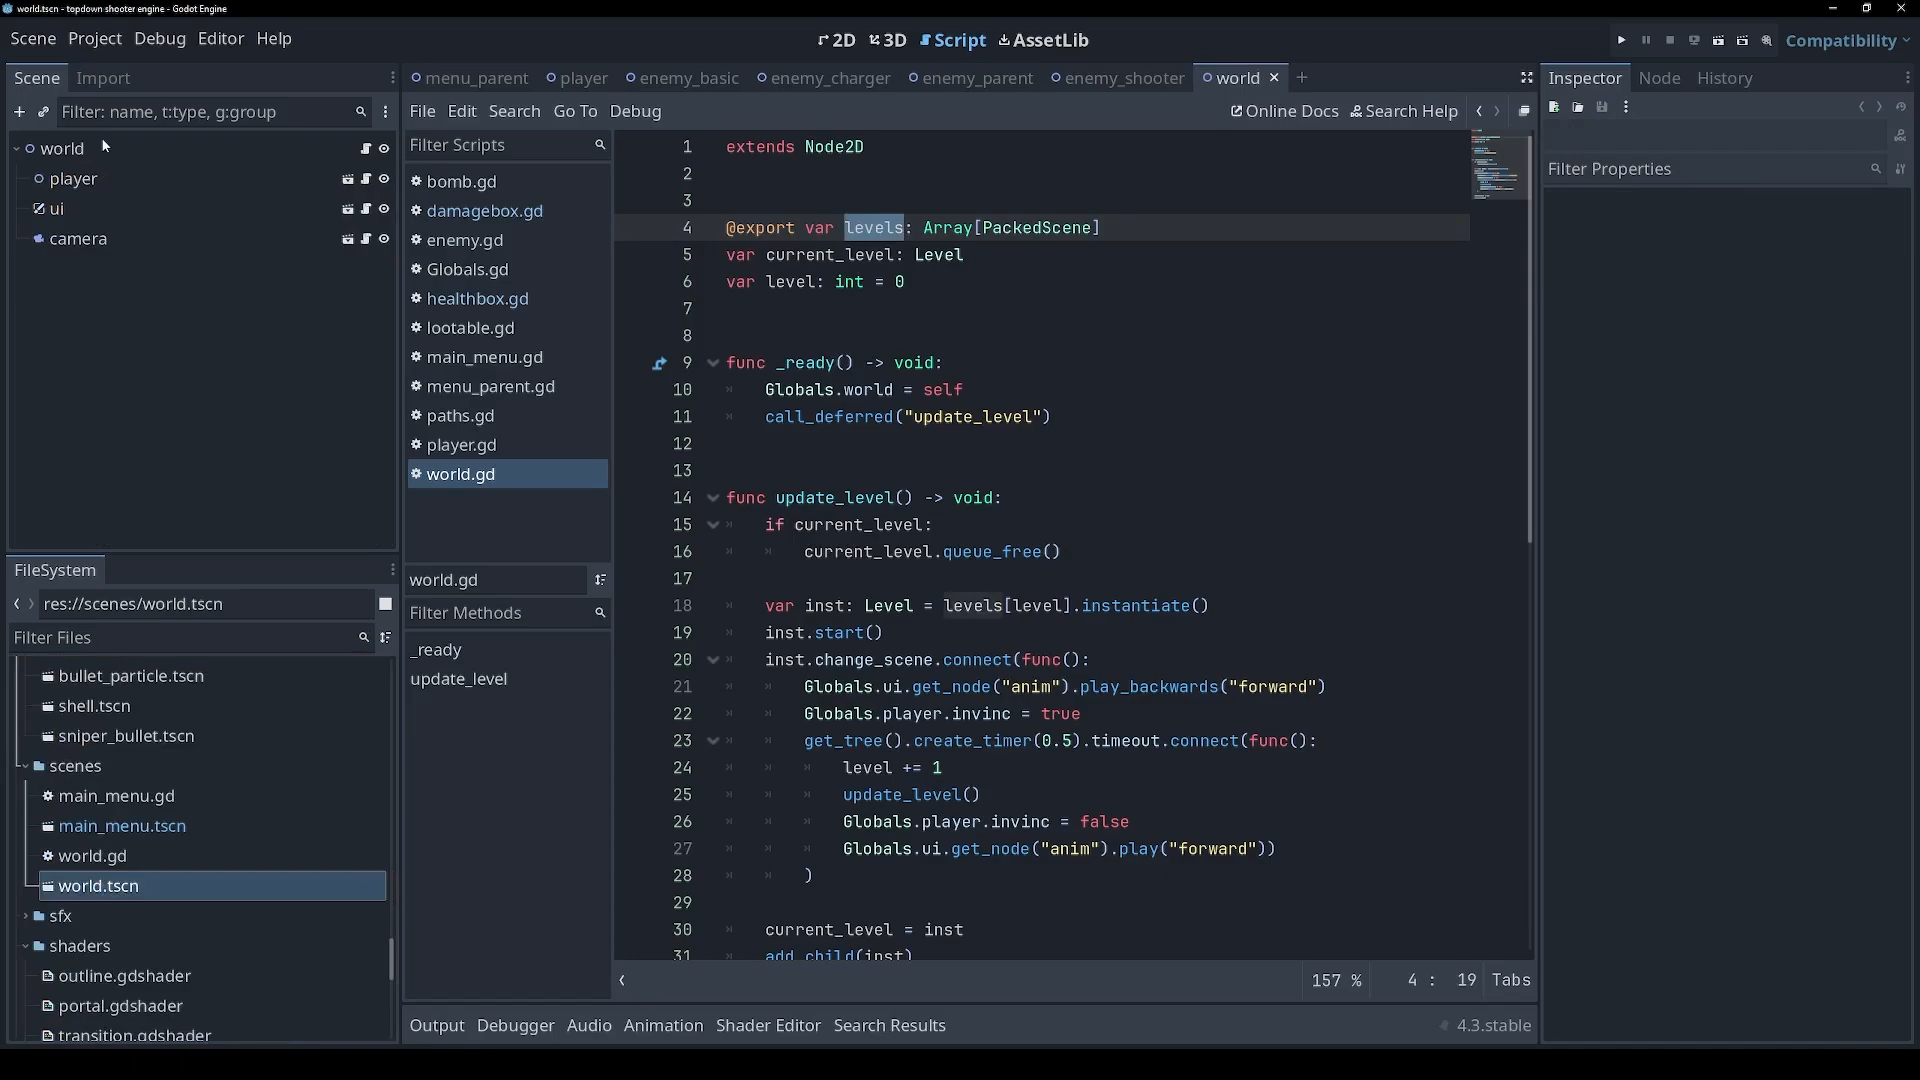 world.tscn - topdown shooter engine - Godot Engine
Scene Project Debug Editor Help
2D 3D Script AssetLib
Compatibility
Scene Import
Filter: name, t:type, g:group
world
player
ui
camera
FileSystem
res://scenes/world.tscn
Filter Files
bullet_particle.tscn
shell.tscn
sniper_bullet.tscn
scenes
main_menu.gd
main_menu.tscn
world.gd
world.tscn
sfx
shaders
outline.gdshader
portal.gdshader
transition.gdshader
menu_parent player enemy_basic enemy_charger enemy_parent enemy_shooter world
File Edit Search Go To Debug
Online Docs Search Help
Filter Scripts
bomb.gd
damagebox.gd
enemy.gd
Globals.gd
healthbox.gd
lootable.gd
main_menu.gd
menu_parent.gd
paths.gd
player.gd
world.gd
world.gd
Filter Methods
_ready
update_level
1 extends Node2D
2
3
4 @export var levels: Array[PackedScene]
5 var current_level: Level
6 var level: int = 0
7
8
9 func _ready() -> void:
10 Globals.world = self
11 call_deferred("update_level")
12
13
14 func update_level() -> void:
15 if current_level:
16 current_level.queue_free()
17
18 var inst: Level = levels[level].instantiate()
19 inst.start()
20 inst.change_scene.connect(func():
21 Globals.ui.get_node("anim").play_backwards("forward")
22 Globals.player.invinc = true
23 get_tree().create_timer(0.5).timeout.connect(func():
24 level += 1
25 update_level()
26 Globals.player.invinc = false
27 Globals.ui.get_node("anim").play("forward"))
28 )
29
30 current_level = inst
31 add_child(inst)
157 % 4 : 19 Tabs
Output Debugger Audio Animation Shader Editor Search Results
4.3.stable
Inspector Node History
Filter Properties